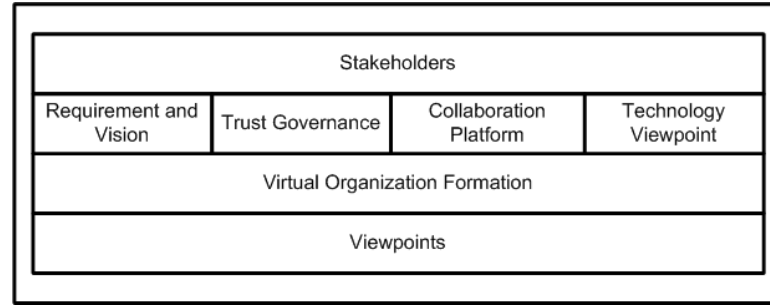 Stakeholders
Requirement and
Vision
Trust Governance
Collaboration
Platform
Technology
Viewpoint
Virtual Organization Formation
Viewpoints